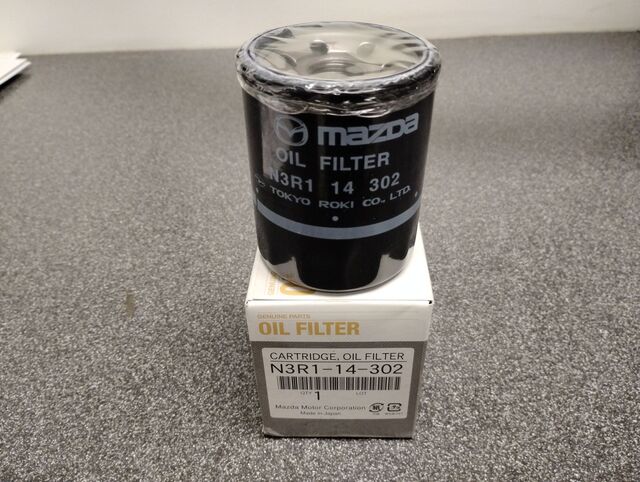 mazda
OIL FILTER
N3R1 14 302
TOKYO ROKI CO., LTD.
GENUINE PARTS
OIL FILTER
CARTRIDGE, OIL FILTER
N3R1-14-302
QTY 1 LOT
Mazda Motor Corporation
Made in Japan